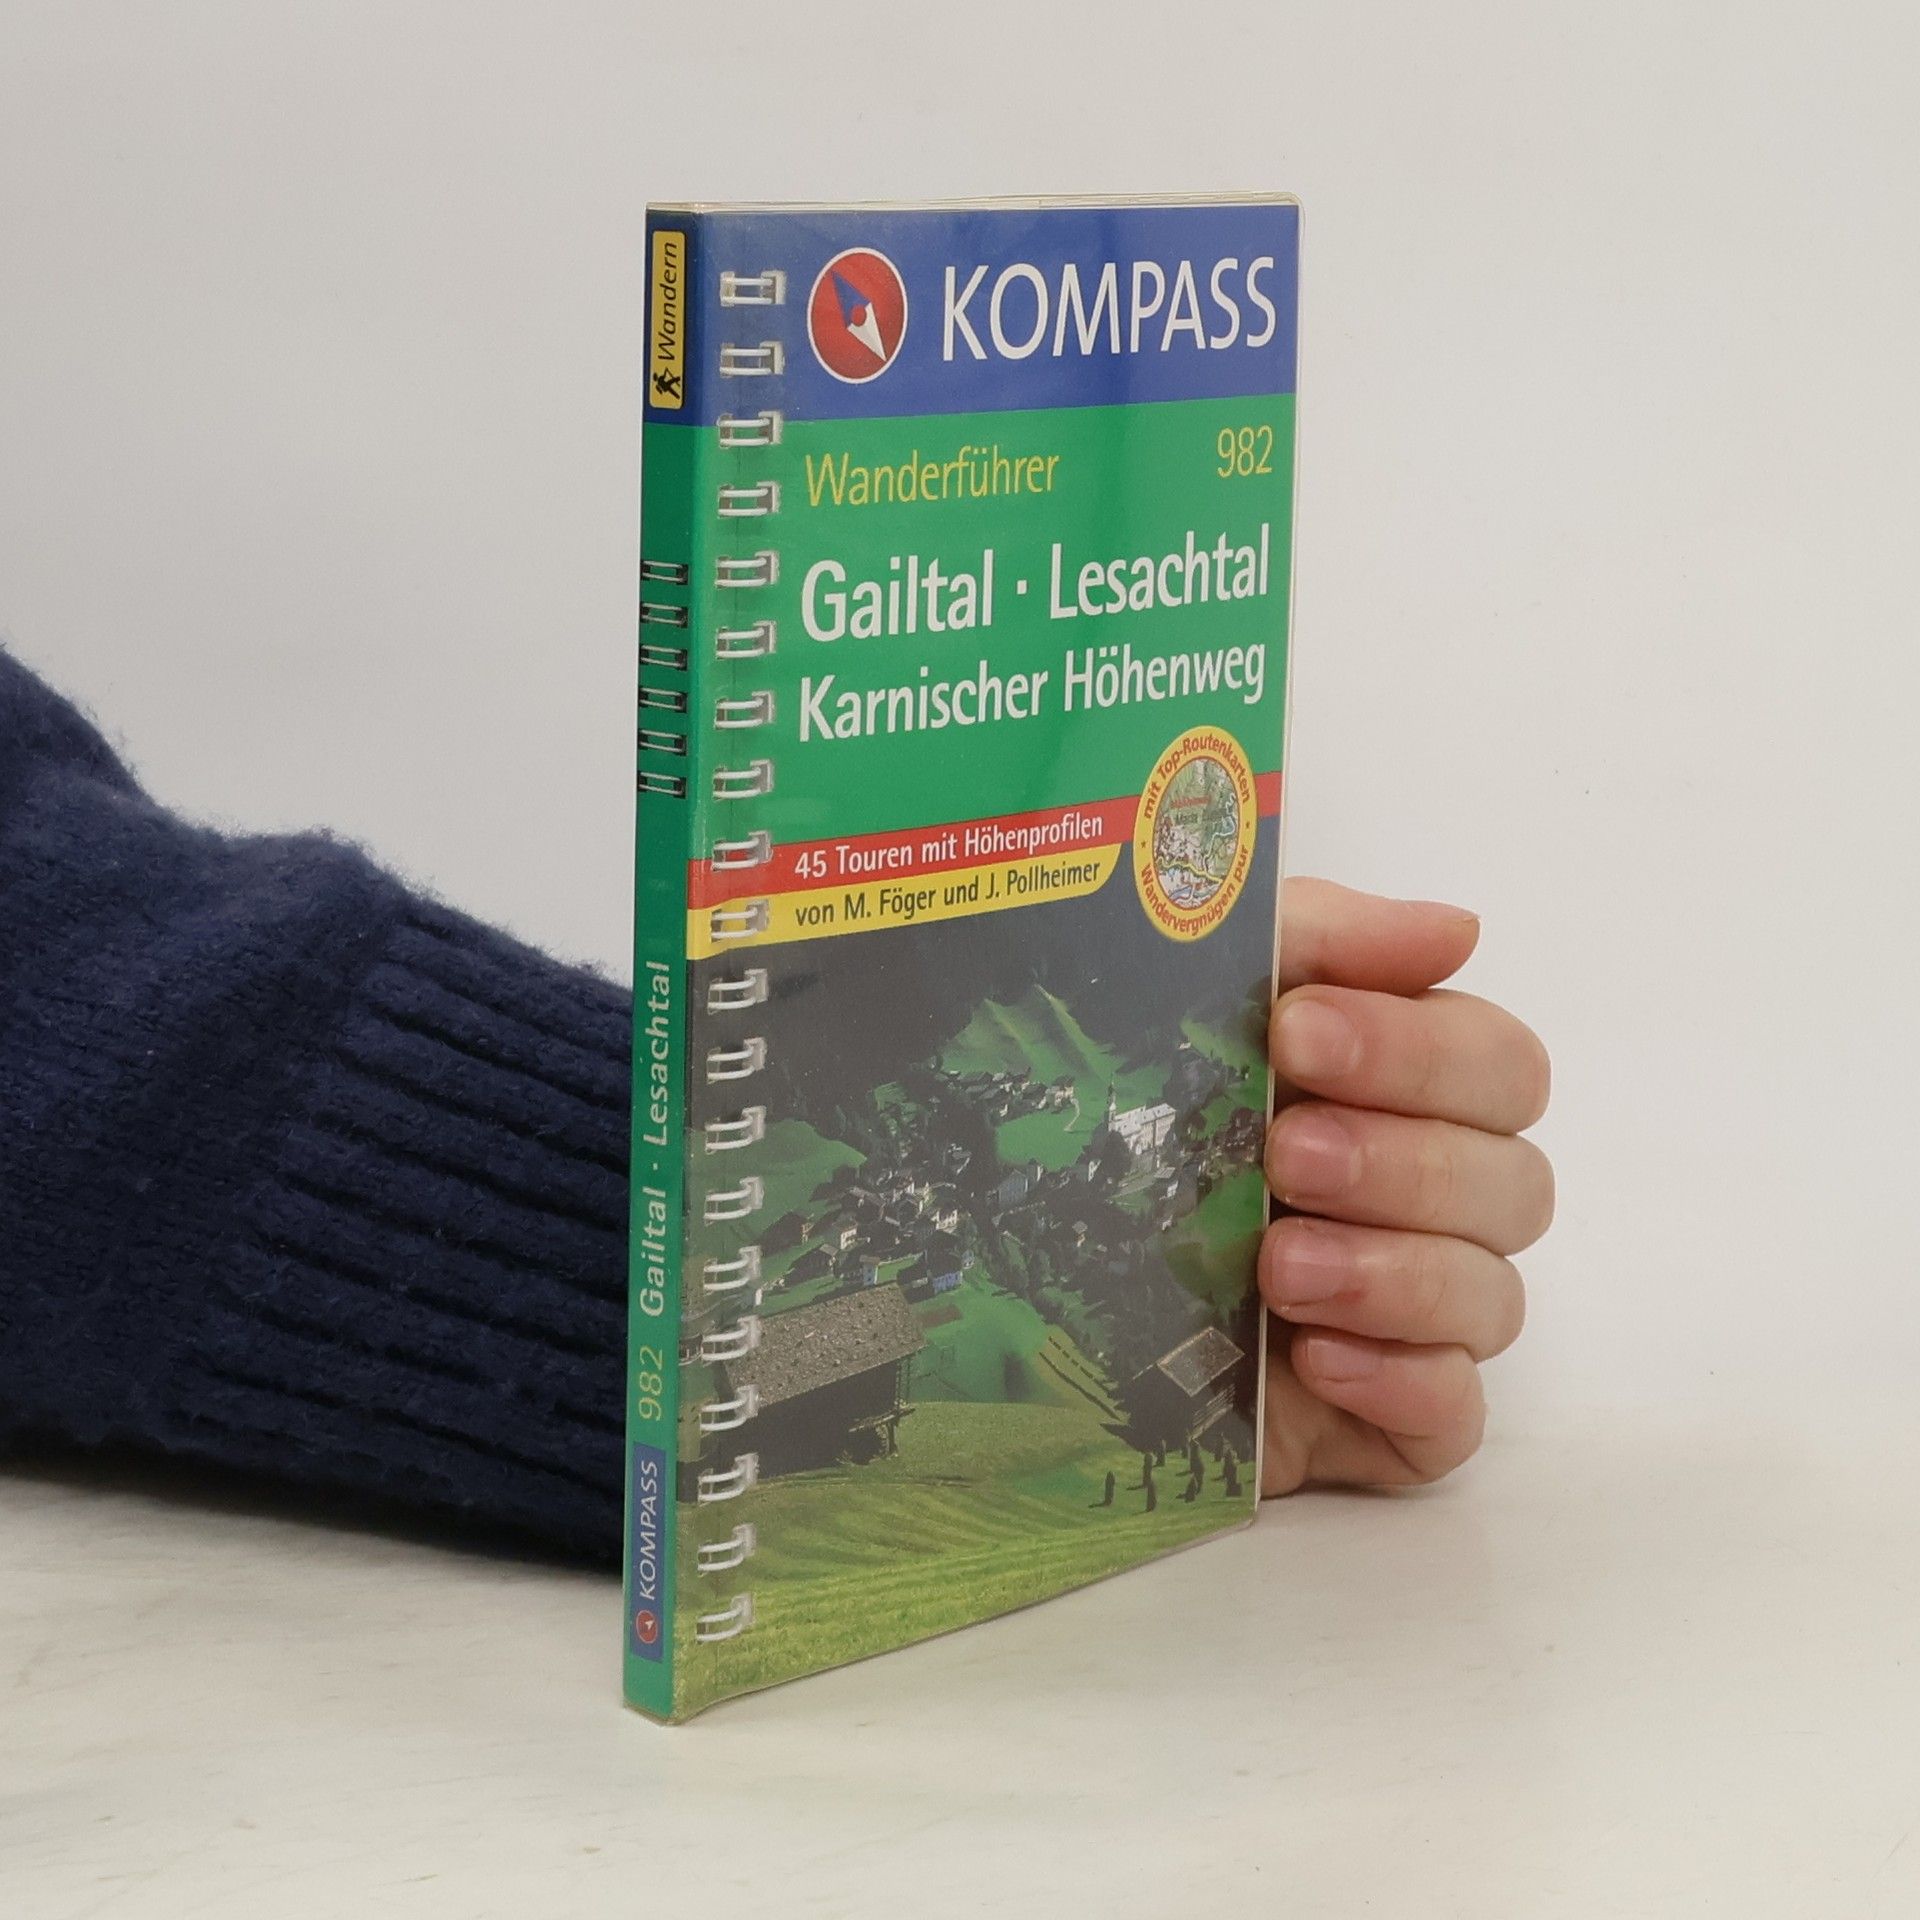 Wandern
982 Gailtal · Lesachtal
KOMPASS
KOMPASS
Wanderführer 982
Gailtal · Lesachtal
Karnischer Höhenweg
mit Top-Routenkarten
Wandervergnügen pur
45 Touren mit Höhenprofilen
von M. Föger und J. Pollheimer